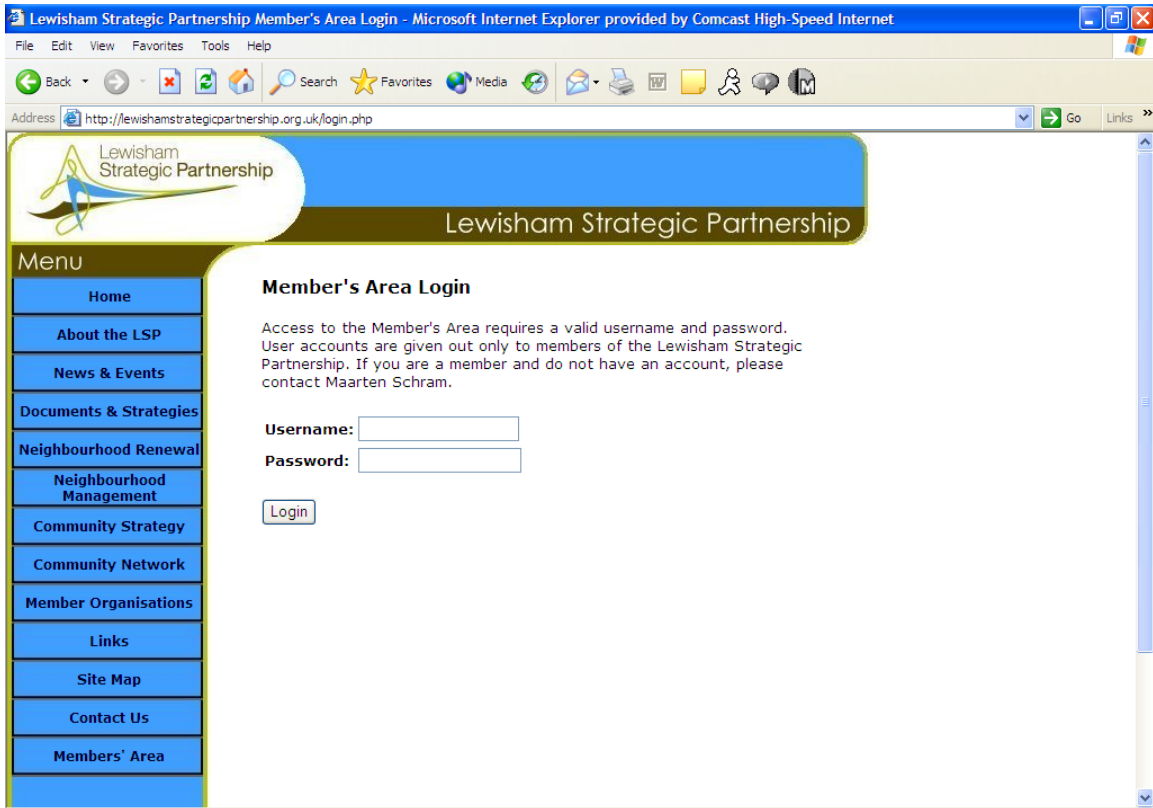 Lewisham Strategic Partnership Member's Area Login - Microsoft Internet Explorer provided by Comcast High-Speed Internet
File Edit View Favorites Tools Help
Back Search Favorites Media
Address http://lewishamstrategicpartnership.org.uk/login.php Go Links »
Lewisham
Strategic Partnership
Lewisham Strategic Partnership
Menu
Home
About the LSP
News & Events
Documents & Strategies
Neighbourhood Renewal
Neighbourhood
Management
Community Strategy
Community Network
Member Organisations
Links
Site Map
Contact Us
Members' Area
Member's Area Login
Access to the Member's Area requires a valid username and password.
User accounts are given out only to members of the Lewisham Strategic
Partnership. If you are a member and do not have an account, please
contact Maarten Schram.
Username:
Password:
Login